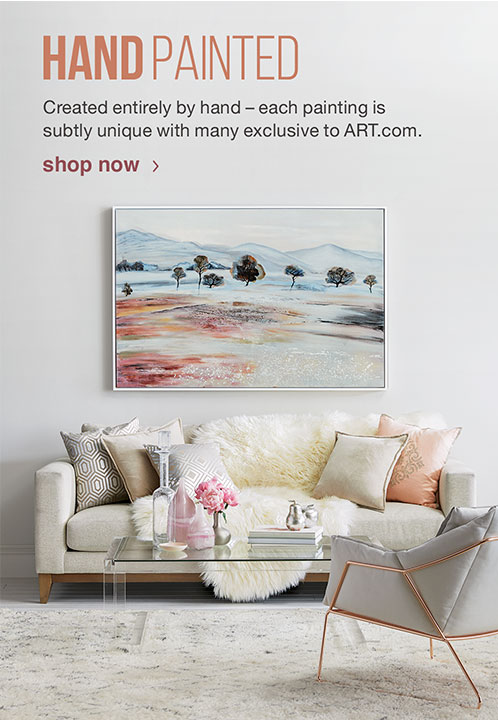 HAND PAINTED
Created entirely by hand – each painting is
subtly unique with many exclusive to ART.com.
shop now >